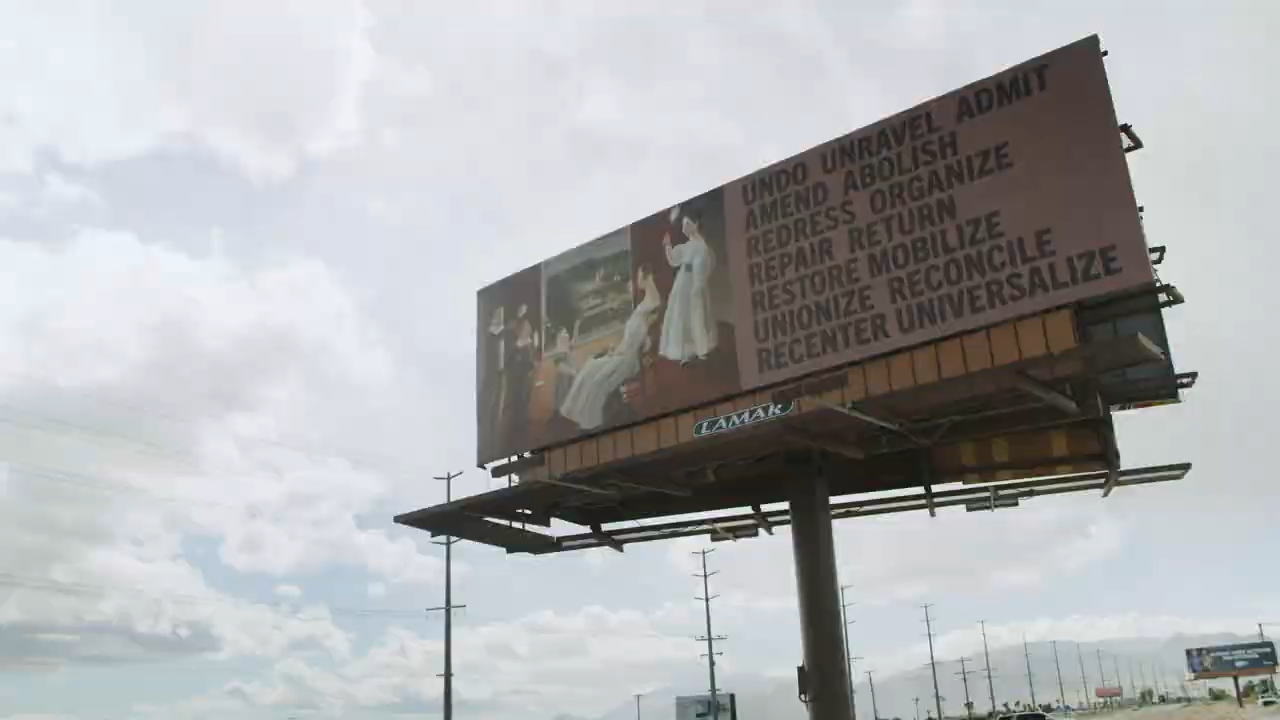 UNDO UNRAVEL ADMIT
AMEND ABOLISH
REDRESS ORGANIZE
REPAIR RETURN
RESTORE MOBILIZE
UNIONIZE RECONCILE
RECENTER UNIVERSALIZE
LAMAR